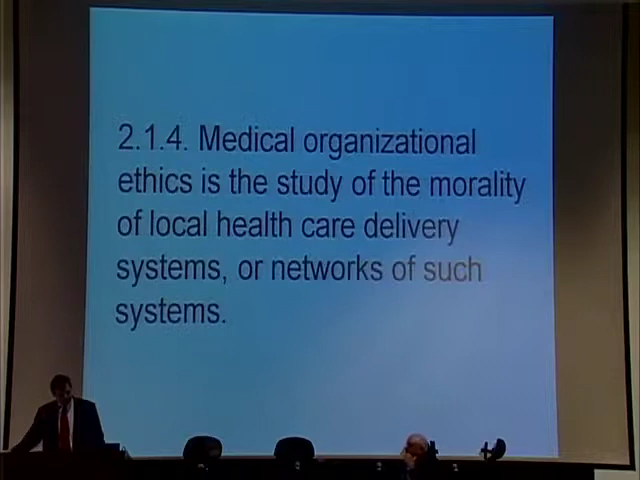 2.1.4. Medical organizational
ethics is the study of the morality
of local health care delivery
systems, or networks of such
systems.